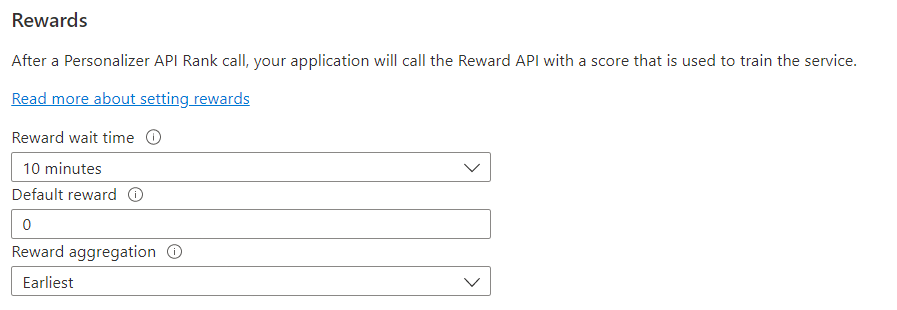 Rewards
After a Personalizer API Rank call, your application will call the Reward API with a score that is used to train the service.
Read more about setting rewards
Reward wait time
10 minutes
Default reward
0
Reward aggregation
Earliest